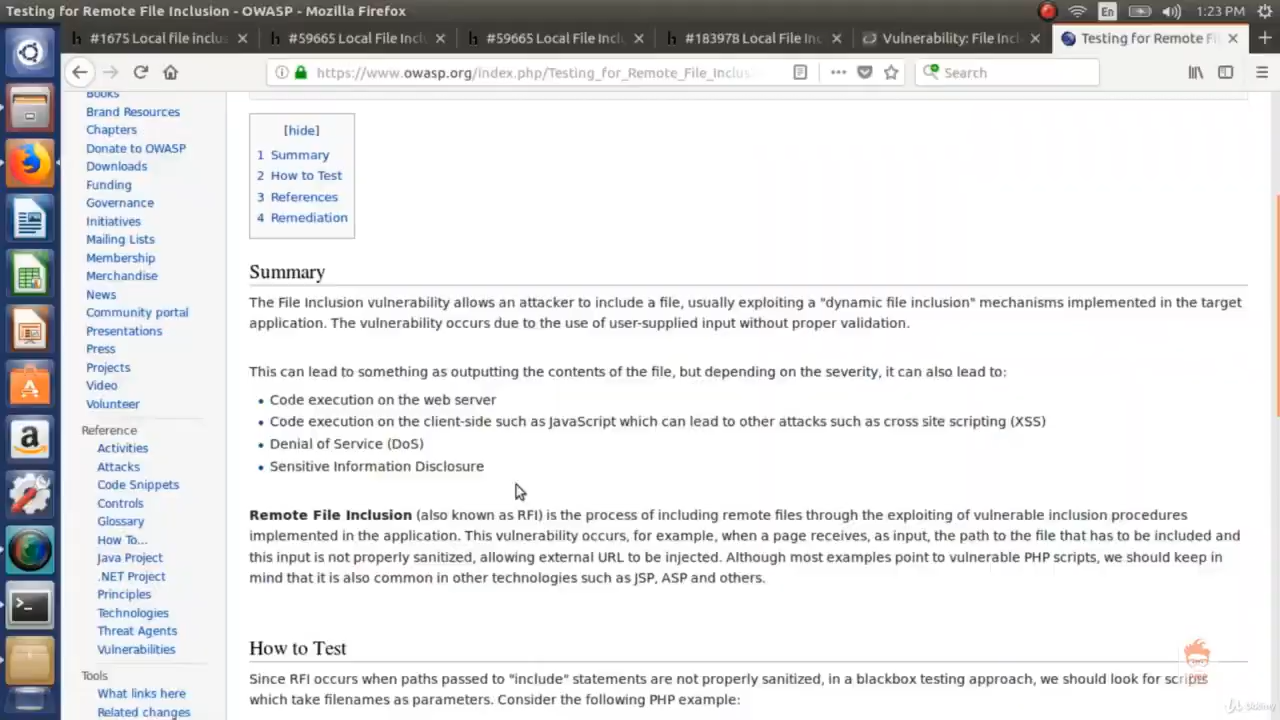 Testing for Remote File Inclusion - OWASP - Mozilla Firefox
En
1:23 PM
#1675 Local file inclus
#59665 Local File Incl
#59665 Local File Incl
#183978 Local File In
Vulnerability: File Incl
Testing for Remote Fi
https://www.owasp.org/index.php/Testing_for_Remote_File_Inclus
Search
Books
Brand Resources
Chapters
Donate to OWASP
Downloads
Funding
Governance
Initiatives
Mailing Lists
Membership
Merchandise
News
Community portal
Presentations
Press
Projects
Video
Volunteer
Reference
Activities
Attacks
Code Snippets
Controls
Glossary
How To...
Java Project
.NET Project
Principles
Technologies
Threat Agents
Vulnerabilities
Tools
What links here
Related changes
[hide]
1 Summary
2 How to Test
3 References
4 Remediation
Summary
The File Inclusion vulnerability allows an attacker to include a file, usually exploiting a "dynamic file inclusion" mechanisms implemented in the target
application. The vulnerability occurs due to the use of user-supplied input without proper validation.
This can lead to something as outputting the contents of the file, but depending on the severity, it can also lead to:
• Code execution on the web server
• Code execution on the client-side such as JavaScript which can lead to other attacks such as cross site scripting (XSS)
• Denial of Service (DoS)
• Sensitive Information Disclosure
Remote File Inclusion (also known as RFI) is the process of including remote files through the exploiting of vulnerable inclusion procedures
implemented in the application. This vulnerability occurs, for example, when a page receives, as input, the path to the file that has to be included and
this input is not properly sanitized, allowing external URL to be injected. Although most examples point to vulnerable PHP scripts, we should keep in
mind that it is also common in other technologies such as JSP, ASP and others.
How to Test
Since RFI occurs when paths passed to "include" statements are not properly sanitized, in a blackbox testing approach, we should look for scripts
which take filenames as parameters. Consider the following PHP example:
Udemy